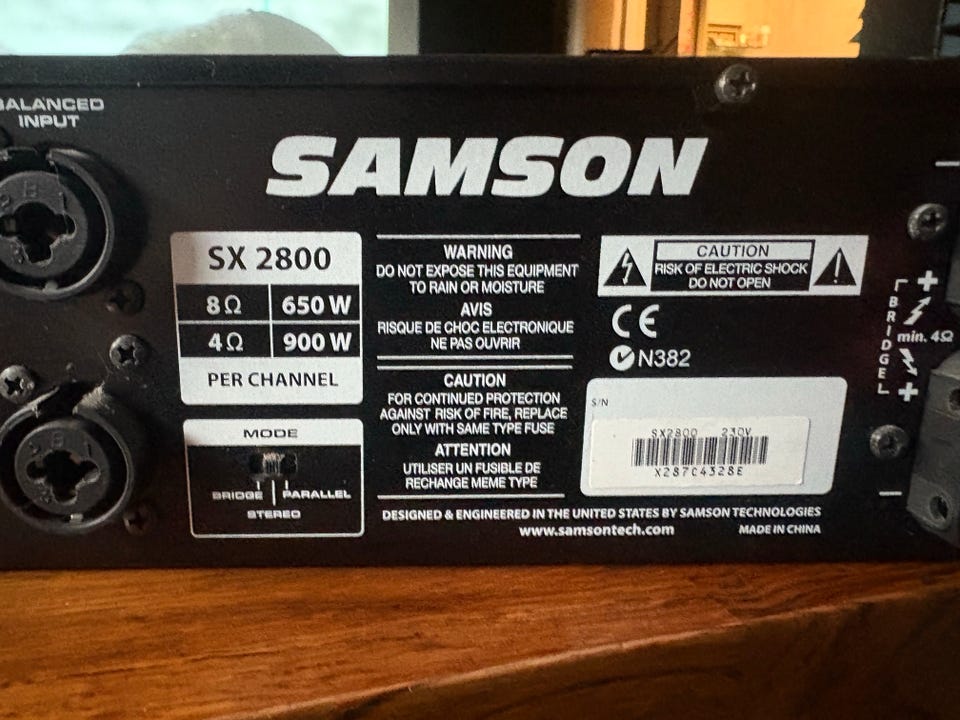 BALANCED
INPUT
SAMSON
SX 2800
8Ω 650 W
4Ω 900 W
PER CHANNEL
MODE
BRIDGE PARALLEL
STEREO
WARNING
DO NOT EXPOSE THIS EQUIPMENT
TO RAIN OR MOISTURE
AVIS
RISQUE DE CHOC ELECTRONIQUE
NE PAS OUVRIR
CAUTION
FOR CONTINUED PROTECTION
AGAINST RISK OF FIRE, REPLACE
ONLY WITH SAME TYPE FUSE
ATTENTION
UTILISER UN FUSIBLE DE
RECHANGE MEME TYPE
CAUTION
RISK OF ELECTRIC SHOCK
DO NOT OPEN
CE
N382
S/N
SX2800 230V
X287C4328E
DESIGNED & ENGINEERED IN THE UNITED STATES BY SAMSON TECHNOLOGIES
www.samsontech.com MADE IN CHINA
+
BRIDGE
min. 4Ω
+